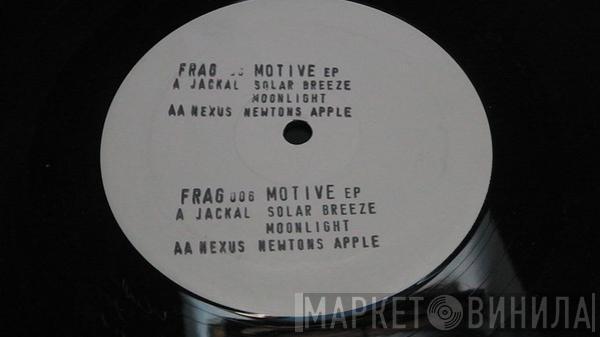 FRAG MOTIVE EP
A JACKAL SOLAR BREEZE
MOONLIGHT
AA NEXUS NEWTONS APPLE
FRAG 006 MOTIVE EP
A JACKAL SOLAR BREEZE
MOONLIGHT
AA NEXUS NEWTONS APPLE
МАРКЕТ ВИНИЛА